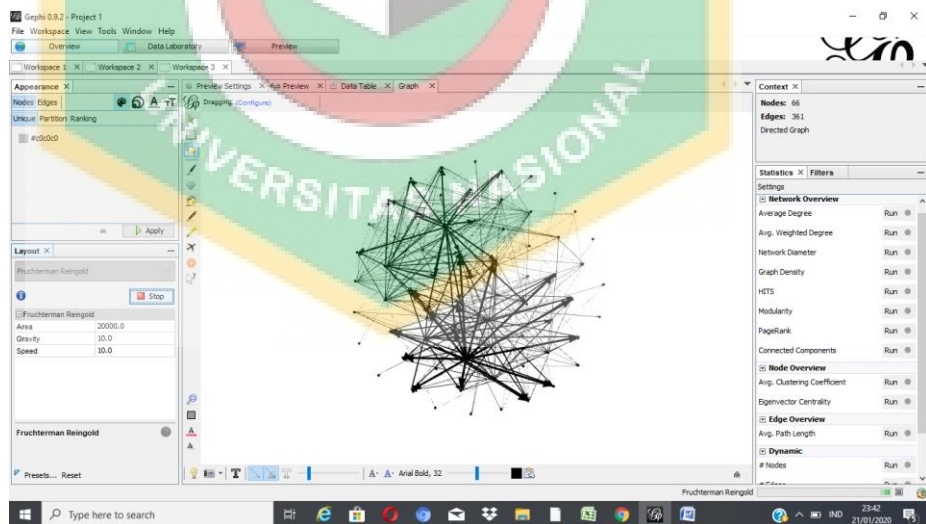 Gephi 0.9.2 - Project 1
File Workspace View Tools Window Help
Overview Data Laboratory Preview
Workspace 1 X Workspace 2 X Workspace 3 X
Appearance X
Nodes Edges
Unique Partition Ranking
#c0c0c0
Apply
Layout X
Fruchterman Reingold
Stop
Fruchterman Reingold
Area 20000.0
Gravity 10.0
Speed 10.0
Fruchterman Reingold
Presets... Reset
Preview Settings X Preview X Data Table X Graph X
Dragging (Configure)
UNIVERSITAS NASIONAL
T T A- A- Arial Bold, 32
Context X
Nodes: 66
Edges: 361
Directed Graph
Statistics X Filters
Settings
Network Overview
Average Degree Run
Avg. Weighted Degree Run
Network Diameter Run
Graph Density Run
HITS Run
Modularity Run
PageRank Run
Connected Components Run
Node Overview
Avg. Clustering Coefficient Run
Eigenvector Centrality Run
Edge Overview
Avg. Path Length Run
Dynamic
# Nodes Run
Fruchterman Reingold
Type here to search
IND
23:42
21/01/2020